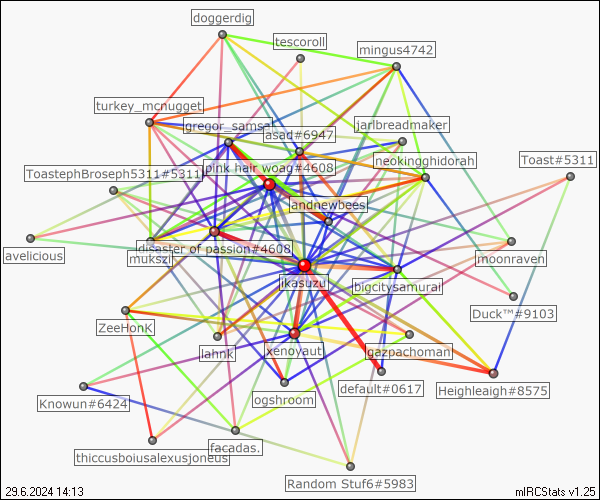 doggerdig
tescoroll
mingus4742
turkey_mcnugget
gregor_samsa
asad#6947
jarlbreadmaker
neokingghidorah
Toast#5311
ToastephBroseph5311#5311
pink hair woag#4608
andnewbees
avelicious
mukszi
disaster of passion#4608
ikasuzu
bigcitysamurai
moonraven
Duck™#9103
ZeeHonK
lahnk
xenoyaut
gazpachoman
Knowun#6424
ogshroom
default#0617
Heighleaigh#8575
thiccusboiusalexusjoneus
facadas.
Random Stuf6#5983
29.6.2024 14:13
mIRCStats v1.25